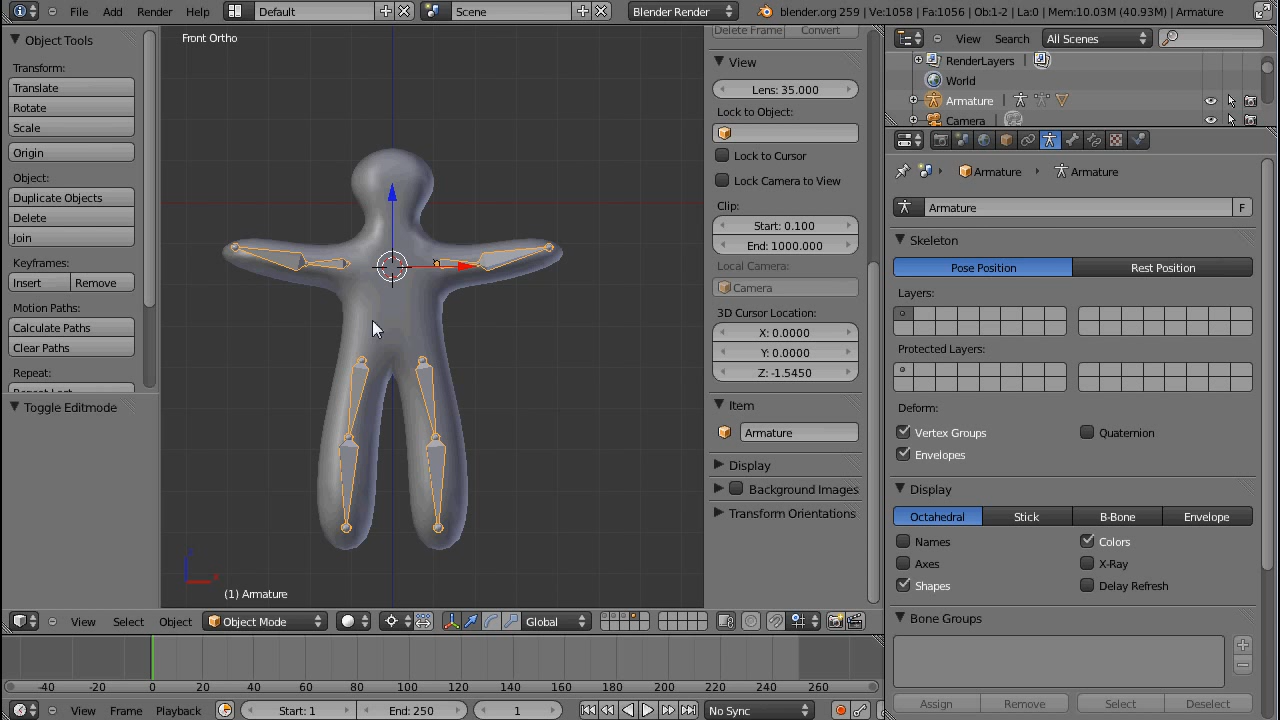 File Add Render Help Default Scene Blender Render blender.org 259 | Ve:1058 | Fa:1056 | Ob:1-2 | La:0 | Mem:10.03M (40.93M) | Armature
Object Tools
Transform:
Translate
Rotate
Scale
Origin
Object:
Duplicate Objects
Delete
Join
Keyframes:
Insert Remove
Motion Paths:
Calculate Paths
Clear Paths
Repeat:
Toggle Editmode
Front Ortho
(1) Armature
View Select Object Object Mode Global
Delete Frame Convert
View
Lens: 35.000
Lock to Object:
Lock to Cursor
Lock Camera to View
Clip:
Start: 0.100
End: 1000.000
Local Camera:
Camera
3D Cursor Location:
X: 0.0000
Y: 0.0000
Z: -1.5450
Item
Armature
Display
Background Images
Transform Orientations
View Search All Scenes
RenderLayers
World
Armature
Camera
Armature Armature
Armature F
Skeleton
Pose Position Rest Position
Layers:
Protected Layers:
Deform:
Vertex Groups Quaternion
Envelopes
Display
Octahedral Stick B-Bone Envelope
Names Colors
Axes X-Ray
Shapes Delay Refresh
Bone Groups
Assign Remove Select Deselect
-40 -20 0 20 40 60 80 100 120 140 160 180 200 220 240 260
View Frame Playback Start: 1 End: 250 1 No Sync